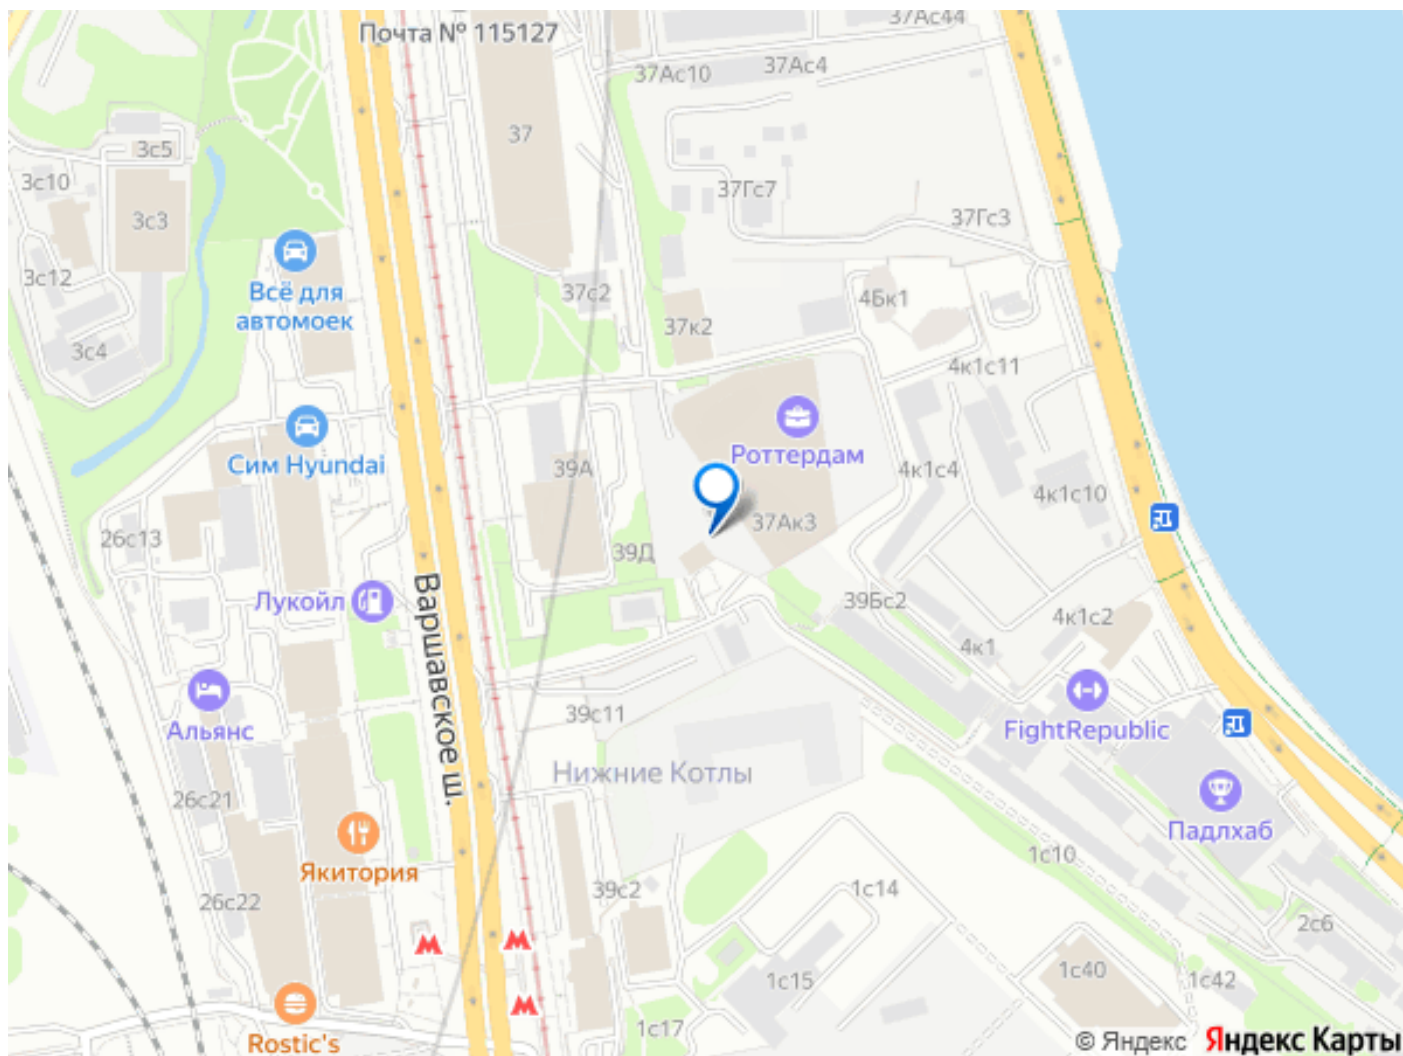 37Ас44
Почта № 115127
37Ас10
37Ас4
37
3с5
3с10
37Гс7
3с3
37Гс3
3с12
Всё для
автомоек
37с2
4Бк1
37к2
3с4
4к1с11
Роттердам
Сим Hyundai
39А
4к1с4
4к1с10
37Ак3
26с13
39Д
Лукойл
39Бс2
4к1с2
4к1
Варшавское ш.
Альянс
39с11
FightRepublic
Нижние Котлы
26с21
Падлхаб
1с10
Якитория
39с2
1с14
26с22
2с6
1с15
1с40
1с42
1с17
Rostic's
© Яндекс Яндекс Карты